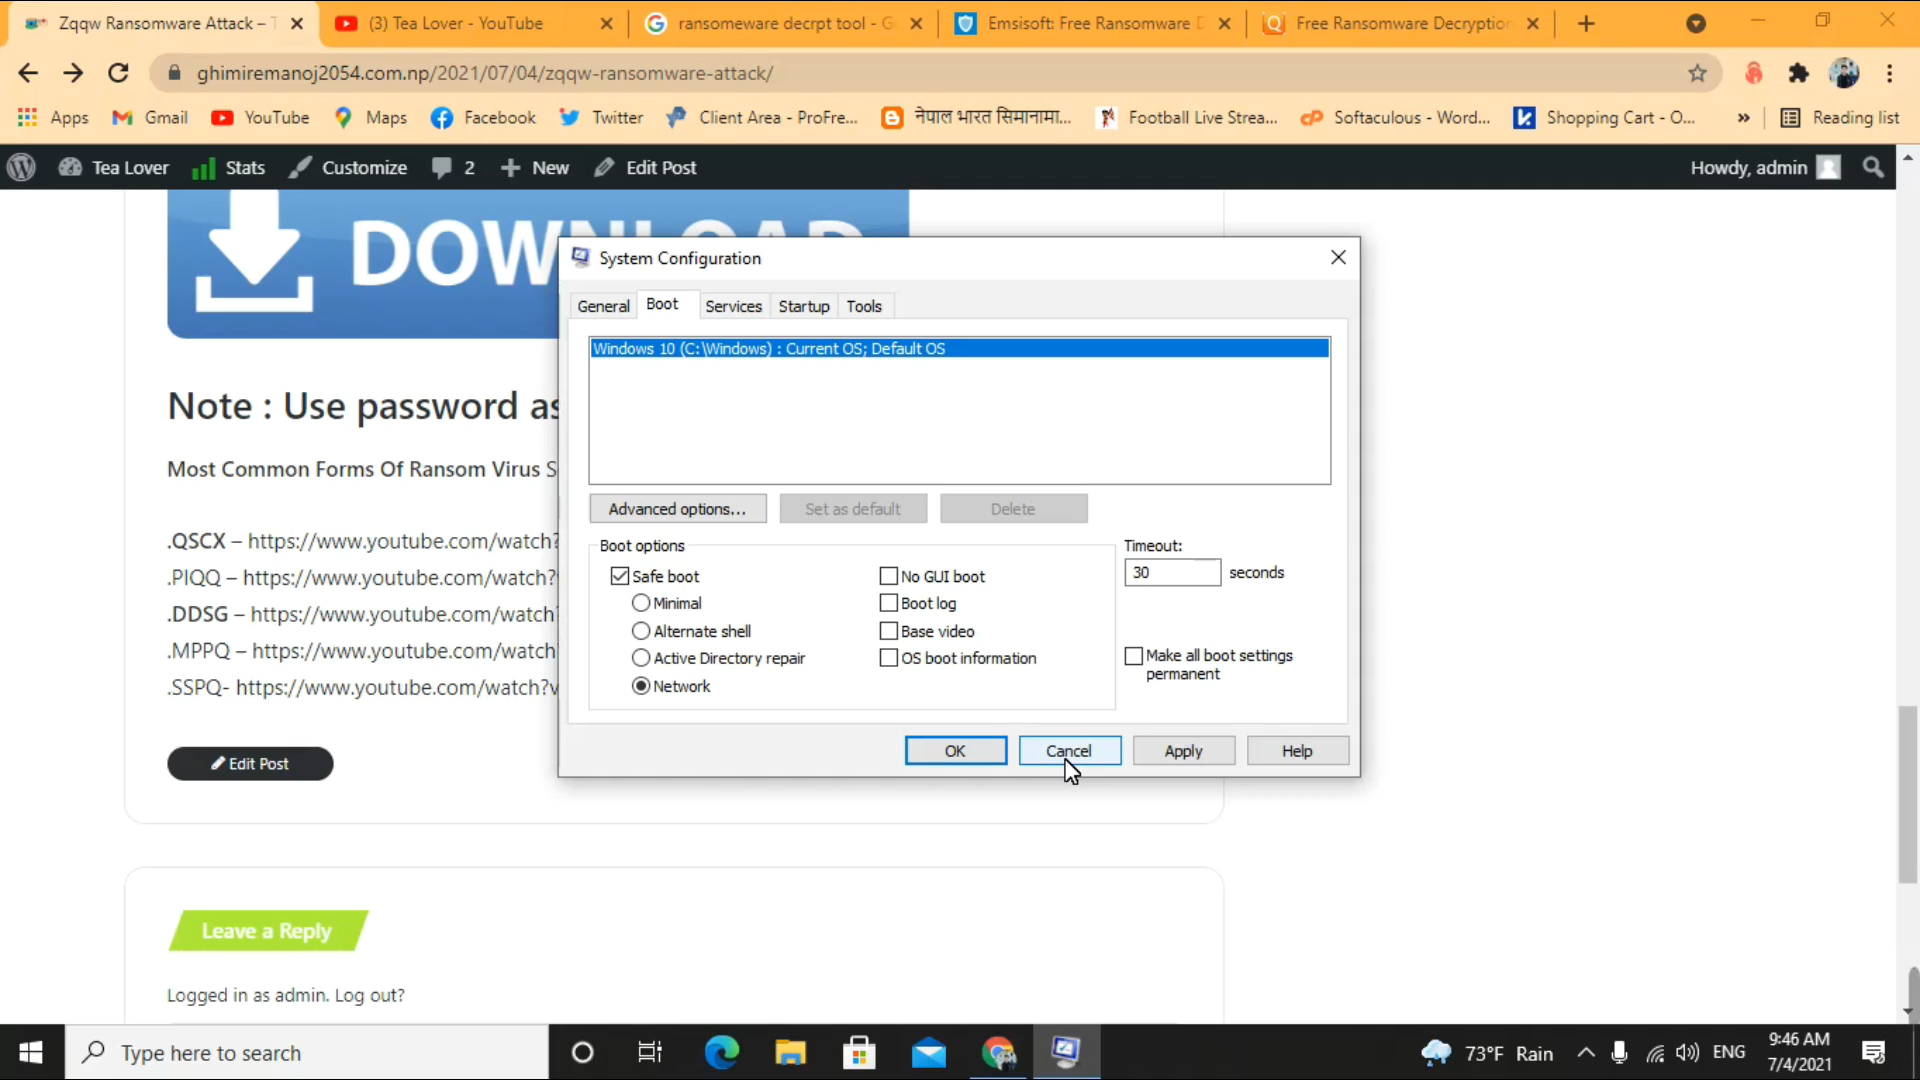 Zqqw Ransomware Attack – T
(3) Tea Lover - YouTube
ransomeware decrpt tool - G
Emsisoft: Free Ransomware D
Free Ransomware Decryption
ghimiremanoj2054.com.np/2021/07/04/zqqw-ransomware-attack/
Apps
Gmail
YouTube
Maps
Facebook
Twitter
Client Area - ProFre...
नेपाल भारत सिमानामा...
Football Live Strea...
Softaculous - Word...
Shopping Cart - O...
»
Reading list
Tea Lover
Stats
Customize
2
New
Edit Post
Howdy, admin
DOWNLOAD
System Configuration
General
Boot
Services
Startup
Tools
Windows 10 (C:\Windows) : Current OS; Default OS
Note : Use password as
Most Common Forms Of Ransom Virus S
.QSCX – https://www.youtube.com/watch?
.PIQQ – https://www.youtube.com/watch?v
.DDSG – https://www.youtube.com/watch?
.MPPQ – https://www.youtube.com/watch
.SSPQ- https://www.youtube.com/watch?v
Advanced options...
Set as default
Delete
Boot options
Safe boot
Minimal
Alternate shell
Active Directory repair
Network
No GUI boot
Boot log
Base video
OS boot information
Timeout:
30 seconds
Make all boot settings
permanent
OK
Cancel
Apply
Help
Edit Post
Leave a Reply
Logged in as admin. Log out?
Type here to search
73°F Rain
ENG
9:46 AM
7/4/2021